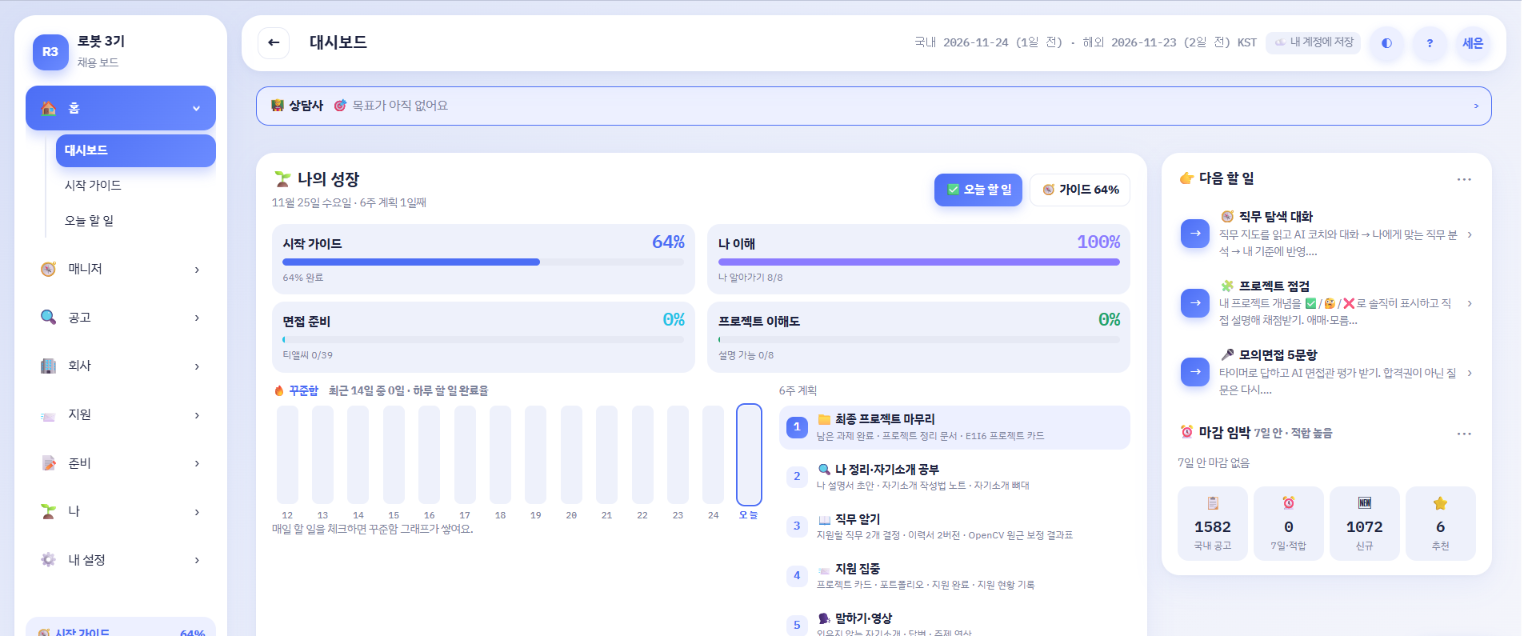 R3
로봇 3기
채용 보드
홈
대시보드
시작 가이드
오늘 할 일
매니저
공고
회사
지원
준비
나
내 설정
시작 가이드 64%
대시보드
국내 2026-11-24 (1일 전) · 해외 2026-11-23 (2일 전) KST
내 계정에 저장
?
세은
상담사 목표가 아직 없어요
나의 성장
11월 25일 수요일 · 6주 계획 1일째
오늘 할 일
가이드 64%
시작 가이드 64%
64% 완료
나 이해 100%
나 알아가기 8/8
면접 준비 0%
티엘씨 0/39
프로젝트 이해도 0%
설명 가능 0/8
꾸준함 최근 14일 중 0일 · 하루 할 일 완료율
12 13 14 15 16 17 18 19 20 21 22 23 24 오늘
매일 할 일을 체크하면 꾸준함 그래프가 쌓여요.
6주 계획
1 최종 프로젝트 마무리
남은 과제 완료 · 프로젝트 정리 문서 · E1I6 프로젝트 카드
2 나 정리·자기소개 공부
나 설명서 초안 · 자기소개 작성법 노트 · 자기소개 뼈대
3 직무 알기
지원할 직무 2개 결정 · 이력서 2버전 · OpenCV 원근 보정 결과표
4 지원 집중
프로젝트 카드 · 포트폴리오 · 지원 완료 · 지원 현황 기록
5 말하기·영상
외우지 않는 자기소개 · 답변 · 주제 영상
다음 할 일
직무 탐색 대화
직무 지도를 읽고 AI 코치와 대화 → 나에게 맞는 직무 분
석 → 내 기준에 반영....
프로젝트 점검
내 프로젝트 개념을 ✅/🤔/❌로 솔직히 표시하고 직
접 설명해 채점받기. 애매·모름...
모의면접 5문항
타이머로 답하고 AI 면접관 평가 받기. 합격권이 아닌 질
문은 다시....
마감 임박 7일 안 · 적합 높음
7일 안 마감 없음
NEW
1582 0 1072 6
국내 공고 7일·적합 신규 추천